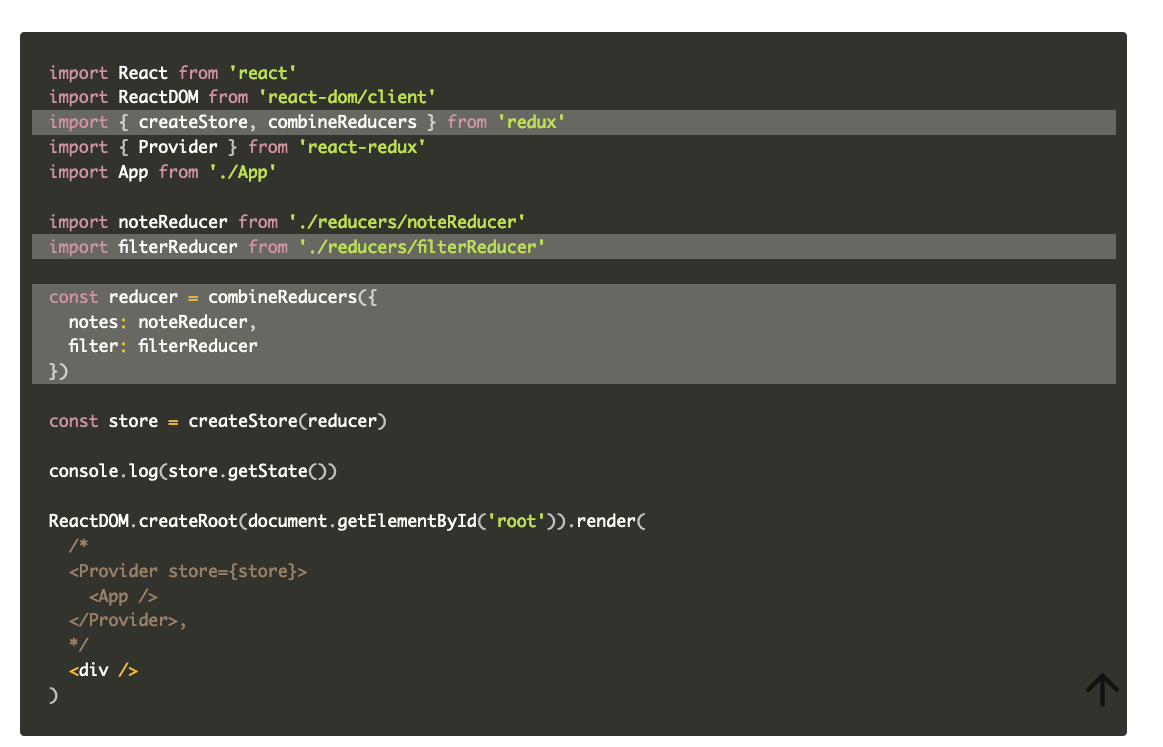 import React from 'react'
import ReactDOM from 'react-dom/client'
import { createStore, combineReducers } from 'redux'
import { Provider } from 'react-redux'
import App from './App'

import noteReducer from './reducers/noteReducer'
import filterReducer from './reducers/filterReducer'

const reducer = combineReducers({
  notes: noteReducer,
  filter: filterReducer
})

const store = createStore(reducer)

console.log(store.getState())

ReactDOM.createRoot(document.getElementById('root')).render(
  /*
  <Provider store={store}>
    <App />
  </Provider>,
  */
  <div />
)